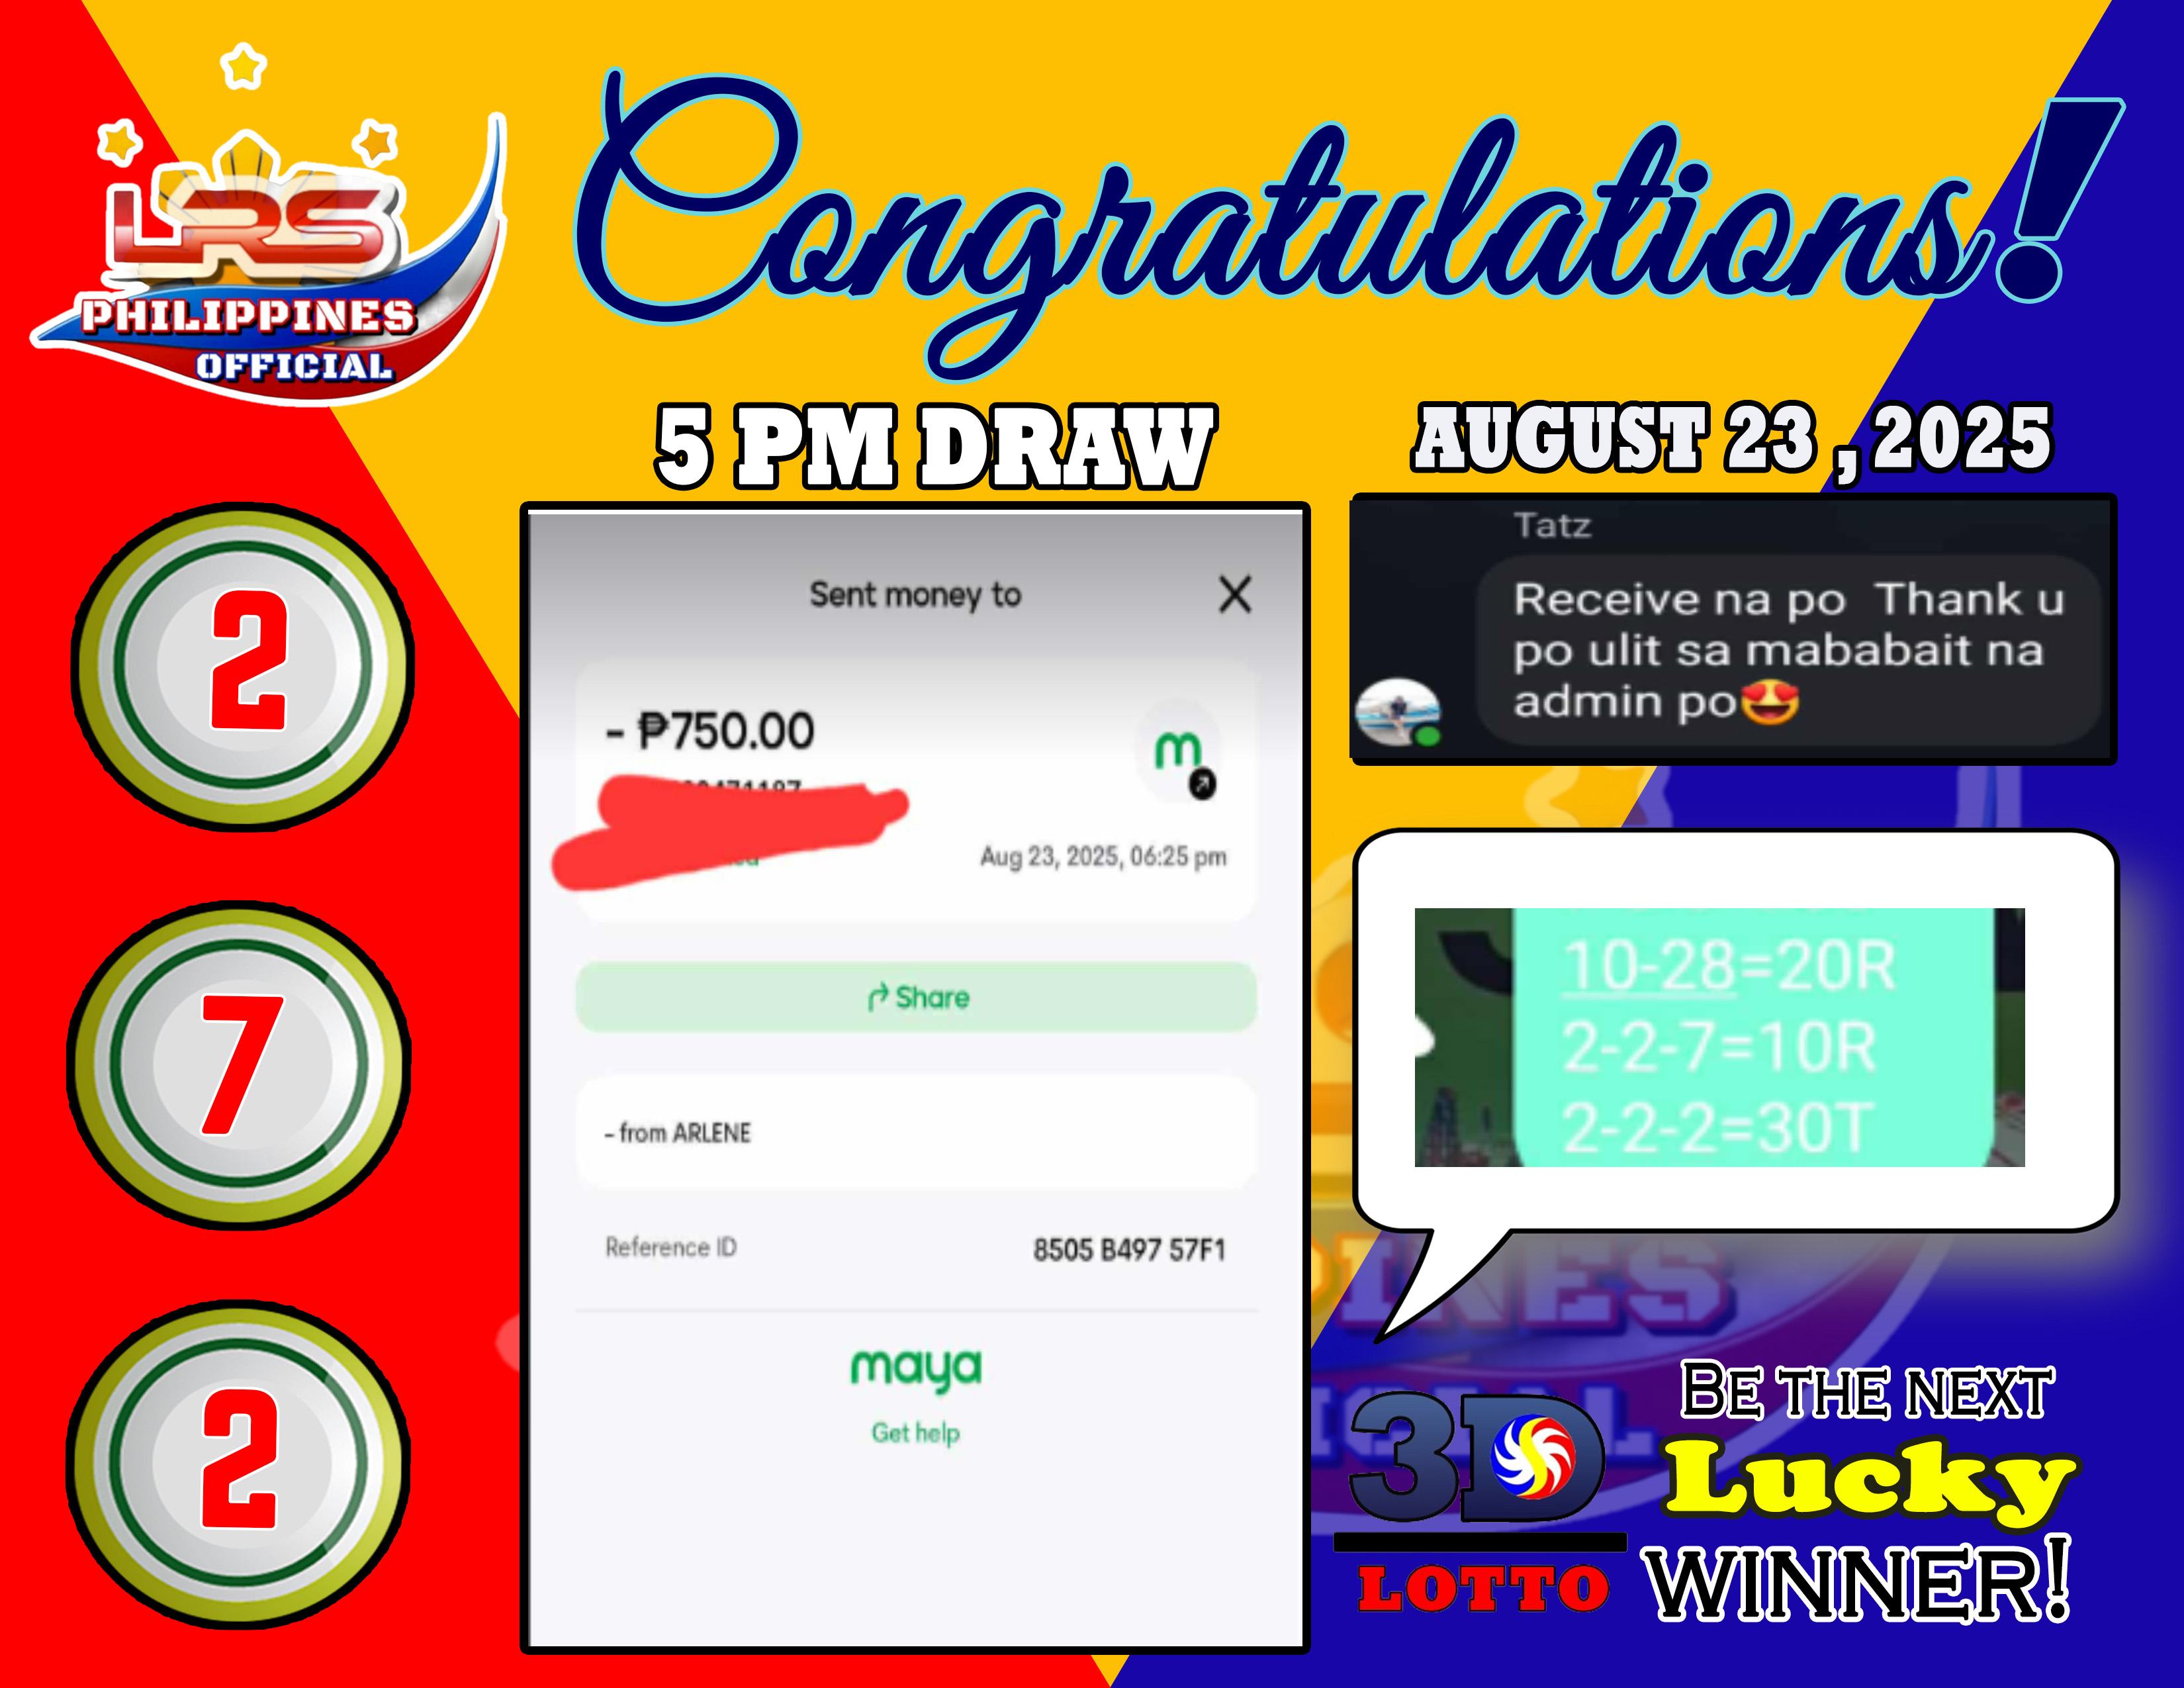 LRS
PHILIPPINES
OFFICIAL
Congratulations!
5 PM DRAW
AUGUST 23 , 2025
2
7
2
Sent money to
- ₱750.00
Aug 23, 2025, 06:25 pm
Share
- from ARLENE
Reference ID
8505 B497 57F1
maya
Get help
Tatz
Receive na po Thank u
po ulit sa mababait na
admin po😍
10-28=20R
2-2-7=10R
2-2-2=30T
3D
LOTTO
BE THE NEXT
Lucky
WINNER!